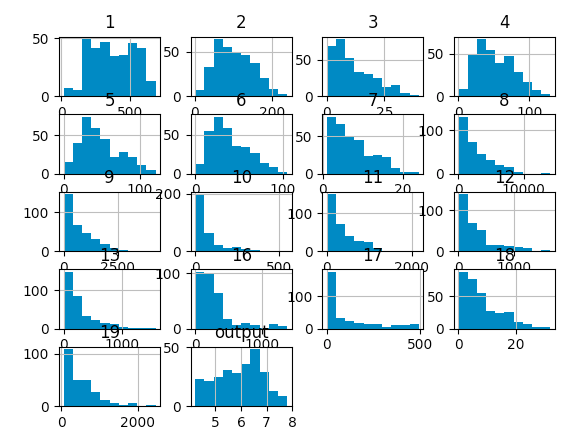 1 2 3 4
50 50 50 50
0 0 0 0
0 500 0 200 0 25 0 100
5 6 7 8
50 50 50 100
0 0 0 0
0 100 0 100 0 20 0 10000
9 10 11 12
200
100 100 100
0 0 0 0
0 2500 0 500 0 2000 0 1000
13 16 17 18
100 100 100 50
0 0 0 0
0 1000 0 1000 0 500 0 20
19 output
100 50
0 0
0 2000 5 6 7 8